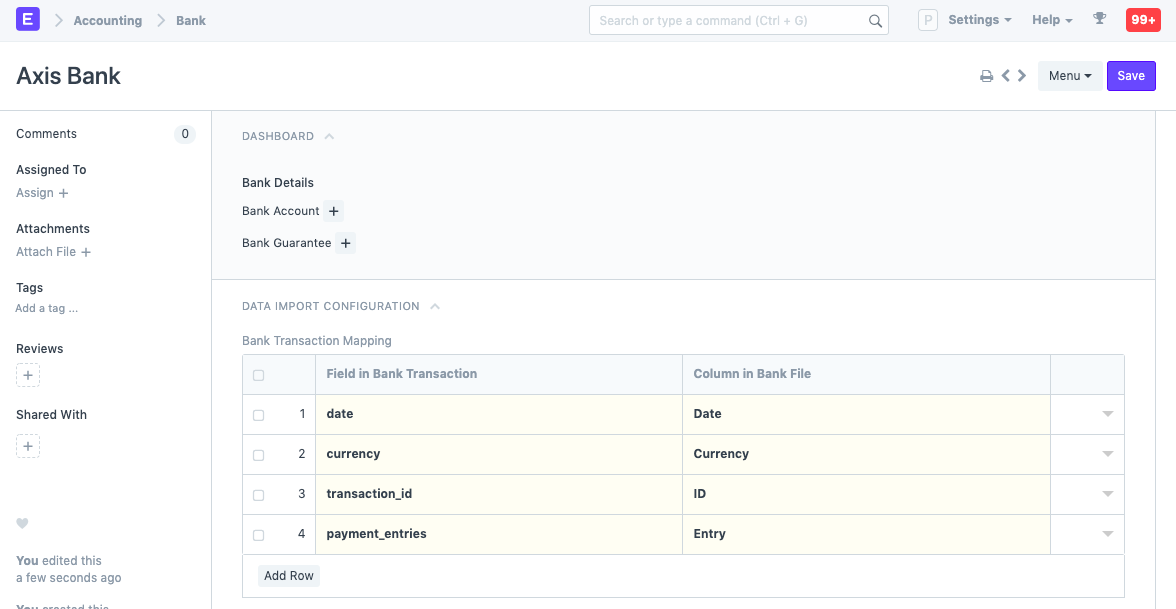 E Accounting Bank Search or type a command (Ctrl + G) P Settings Help 99+
Axis Bank Menu Save
Comments 0
Assigned To
Assign +
Attachments
Attach File +
Tags
Add a tag ...
Reviews
+
Shared With
+
You edited this
a few seconds ago
You created this
DASHBOARD
Bank Details
Bank Account +
Bank Guarantee +
DATA IMPORT CONFIGURATION
Bank Transaction Mapping
Field in Bank Transaction Column in Bank File
1 date Date
2 currency Currency
3 transaction_id ID
4 payment_entries Entry
Add Row